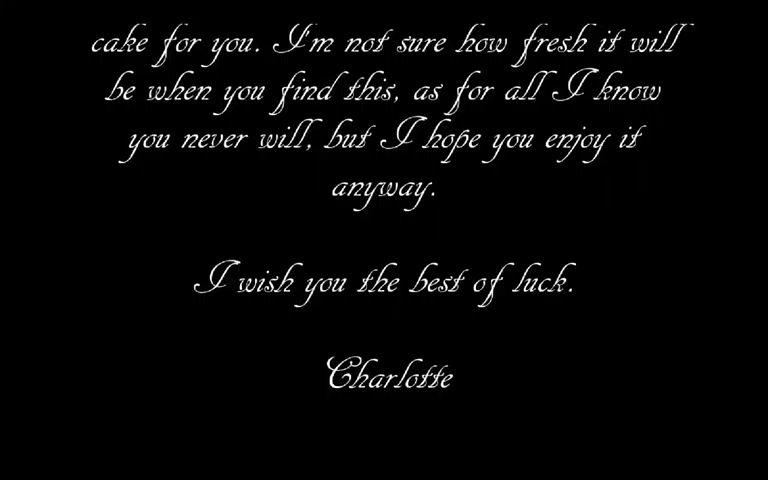 cake for you. I'm not sure how fresh it will
be when you find this, as for all I know
you never will, but I hope you enjoy it
anyway.
I wish you the best of luck.
Charlotte